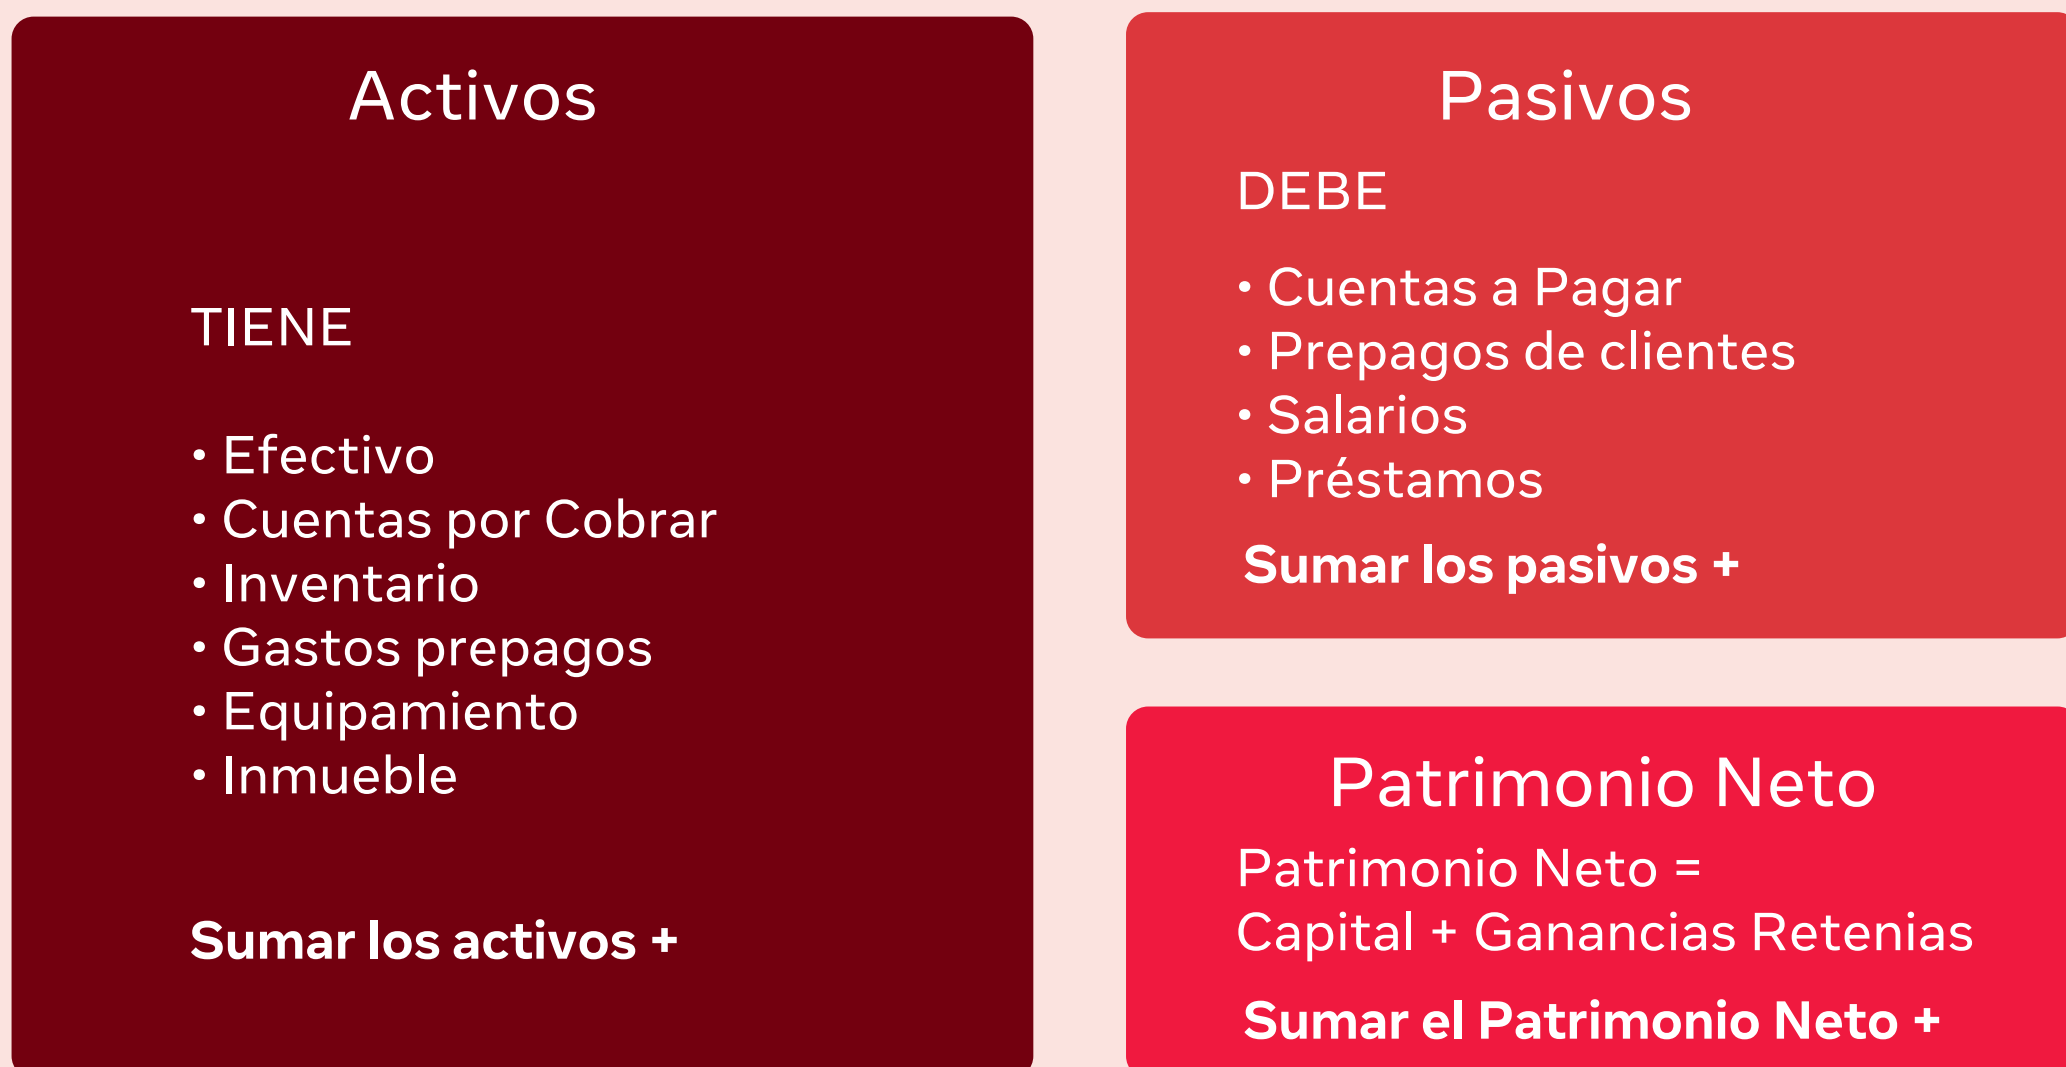 Activos
TIENE
• Efectivo
• Cuentas por Cobrar
• Inventario
• Gastos prepagos
• Equipamiento
• Inmueble
Sumar los activos +
Pasivos
DEBE
• Cuentas a Pagar
• Prepagos de clientes
• Salarios
• Préstamos
Sumar los pasivos +
Patrimonio Neto
Patrimonio Neto =
Capital + Ganancias Retenias
Sumar el Patrimonio Neto +